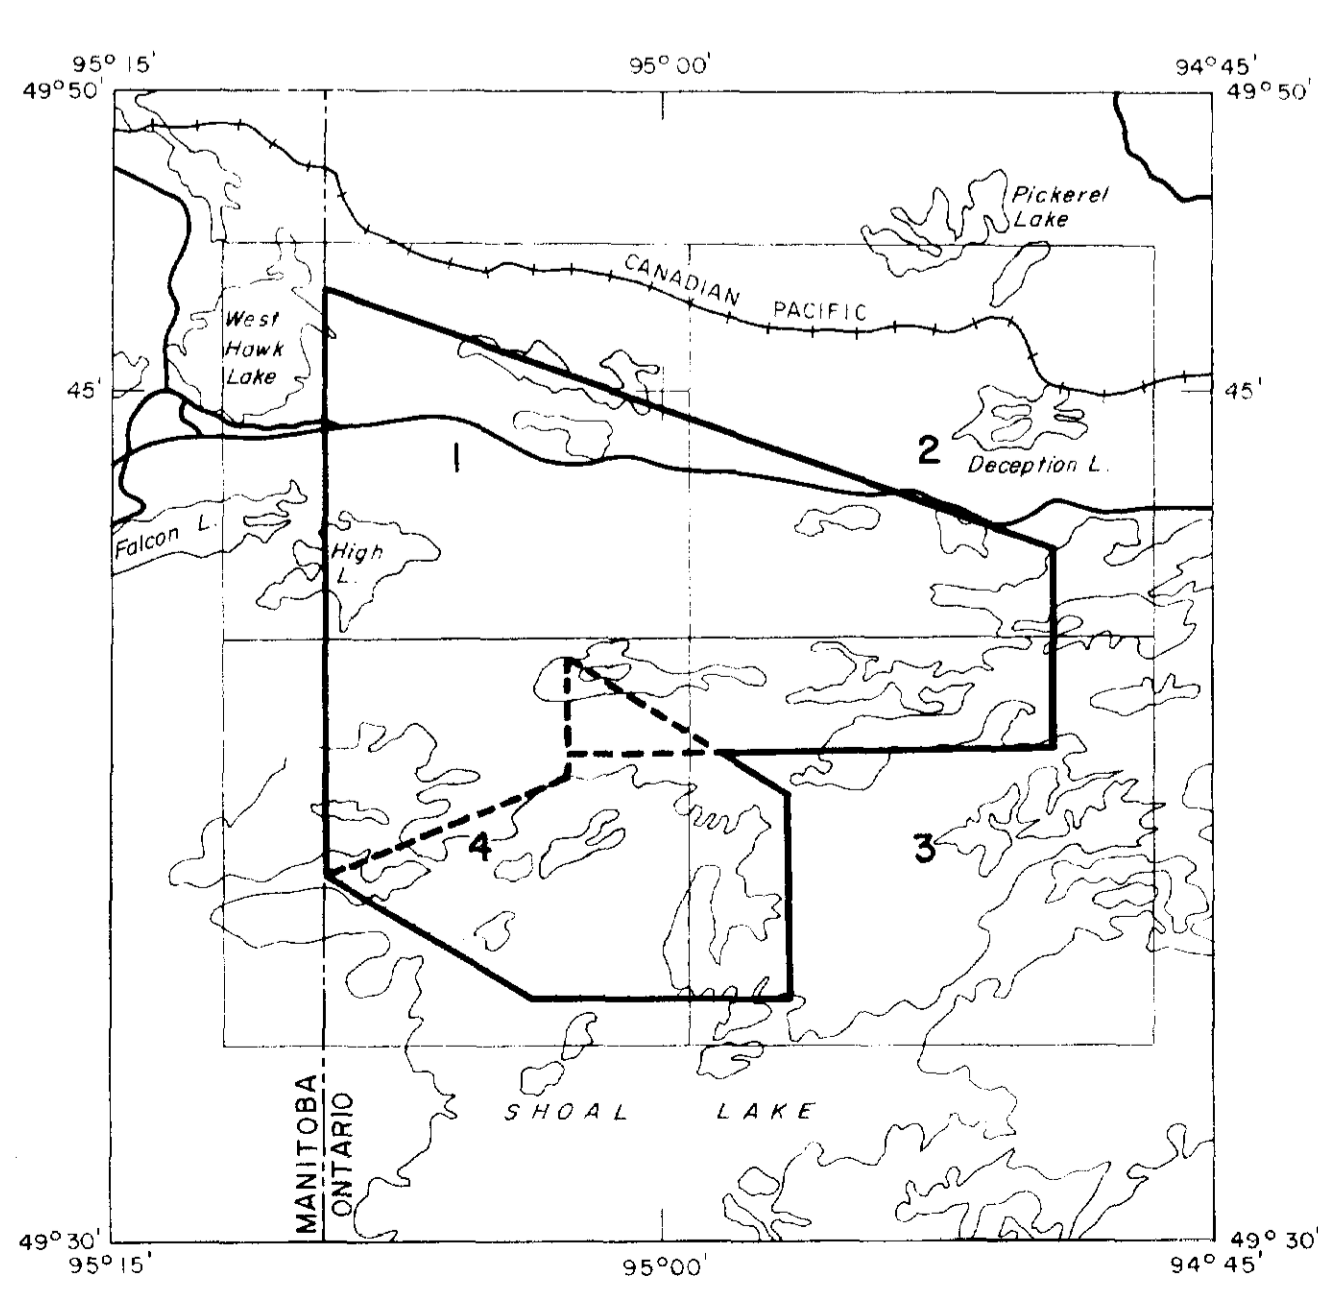 95° 15'
95° 00'
94° 45'
49° 50'
49° 50'
Pickerel
Lake
CANADIAN PACIFIC
West
Hawk
Lake
45'
45'
1
2
Deception L.
Falcon L.
High
L.
4
3
SHOAL LAKE
MANITOBA
ONTARIO
49° 30'
49° 30'
95° 15'
95° 00'
94° 45'